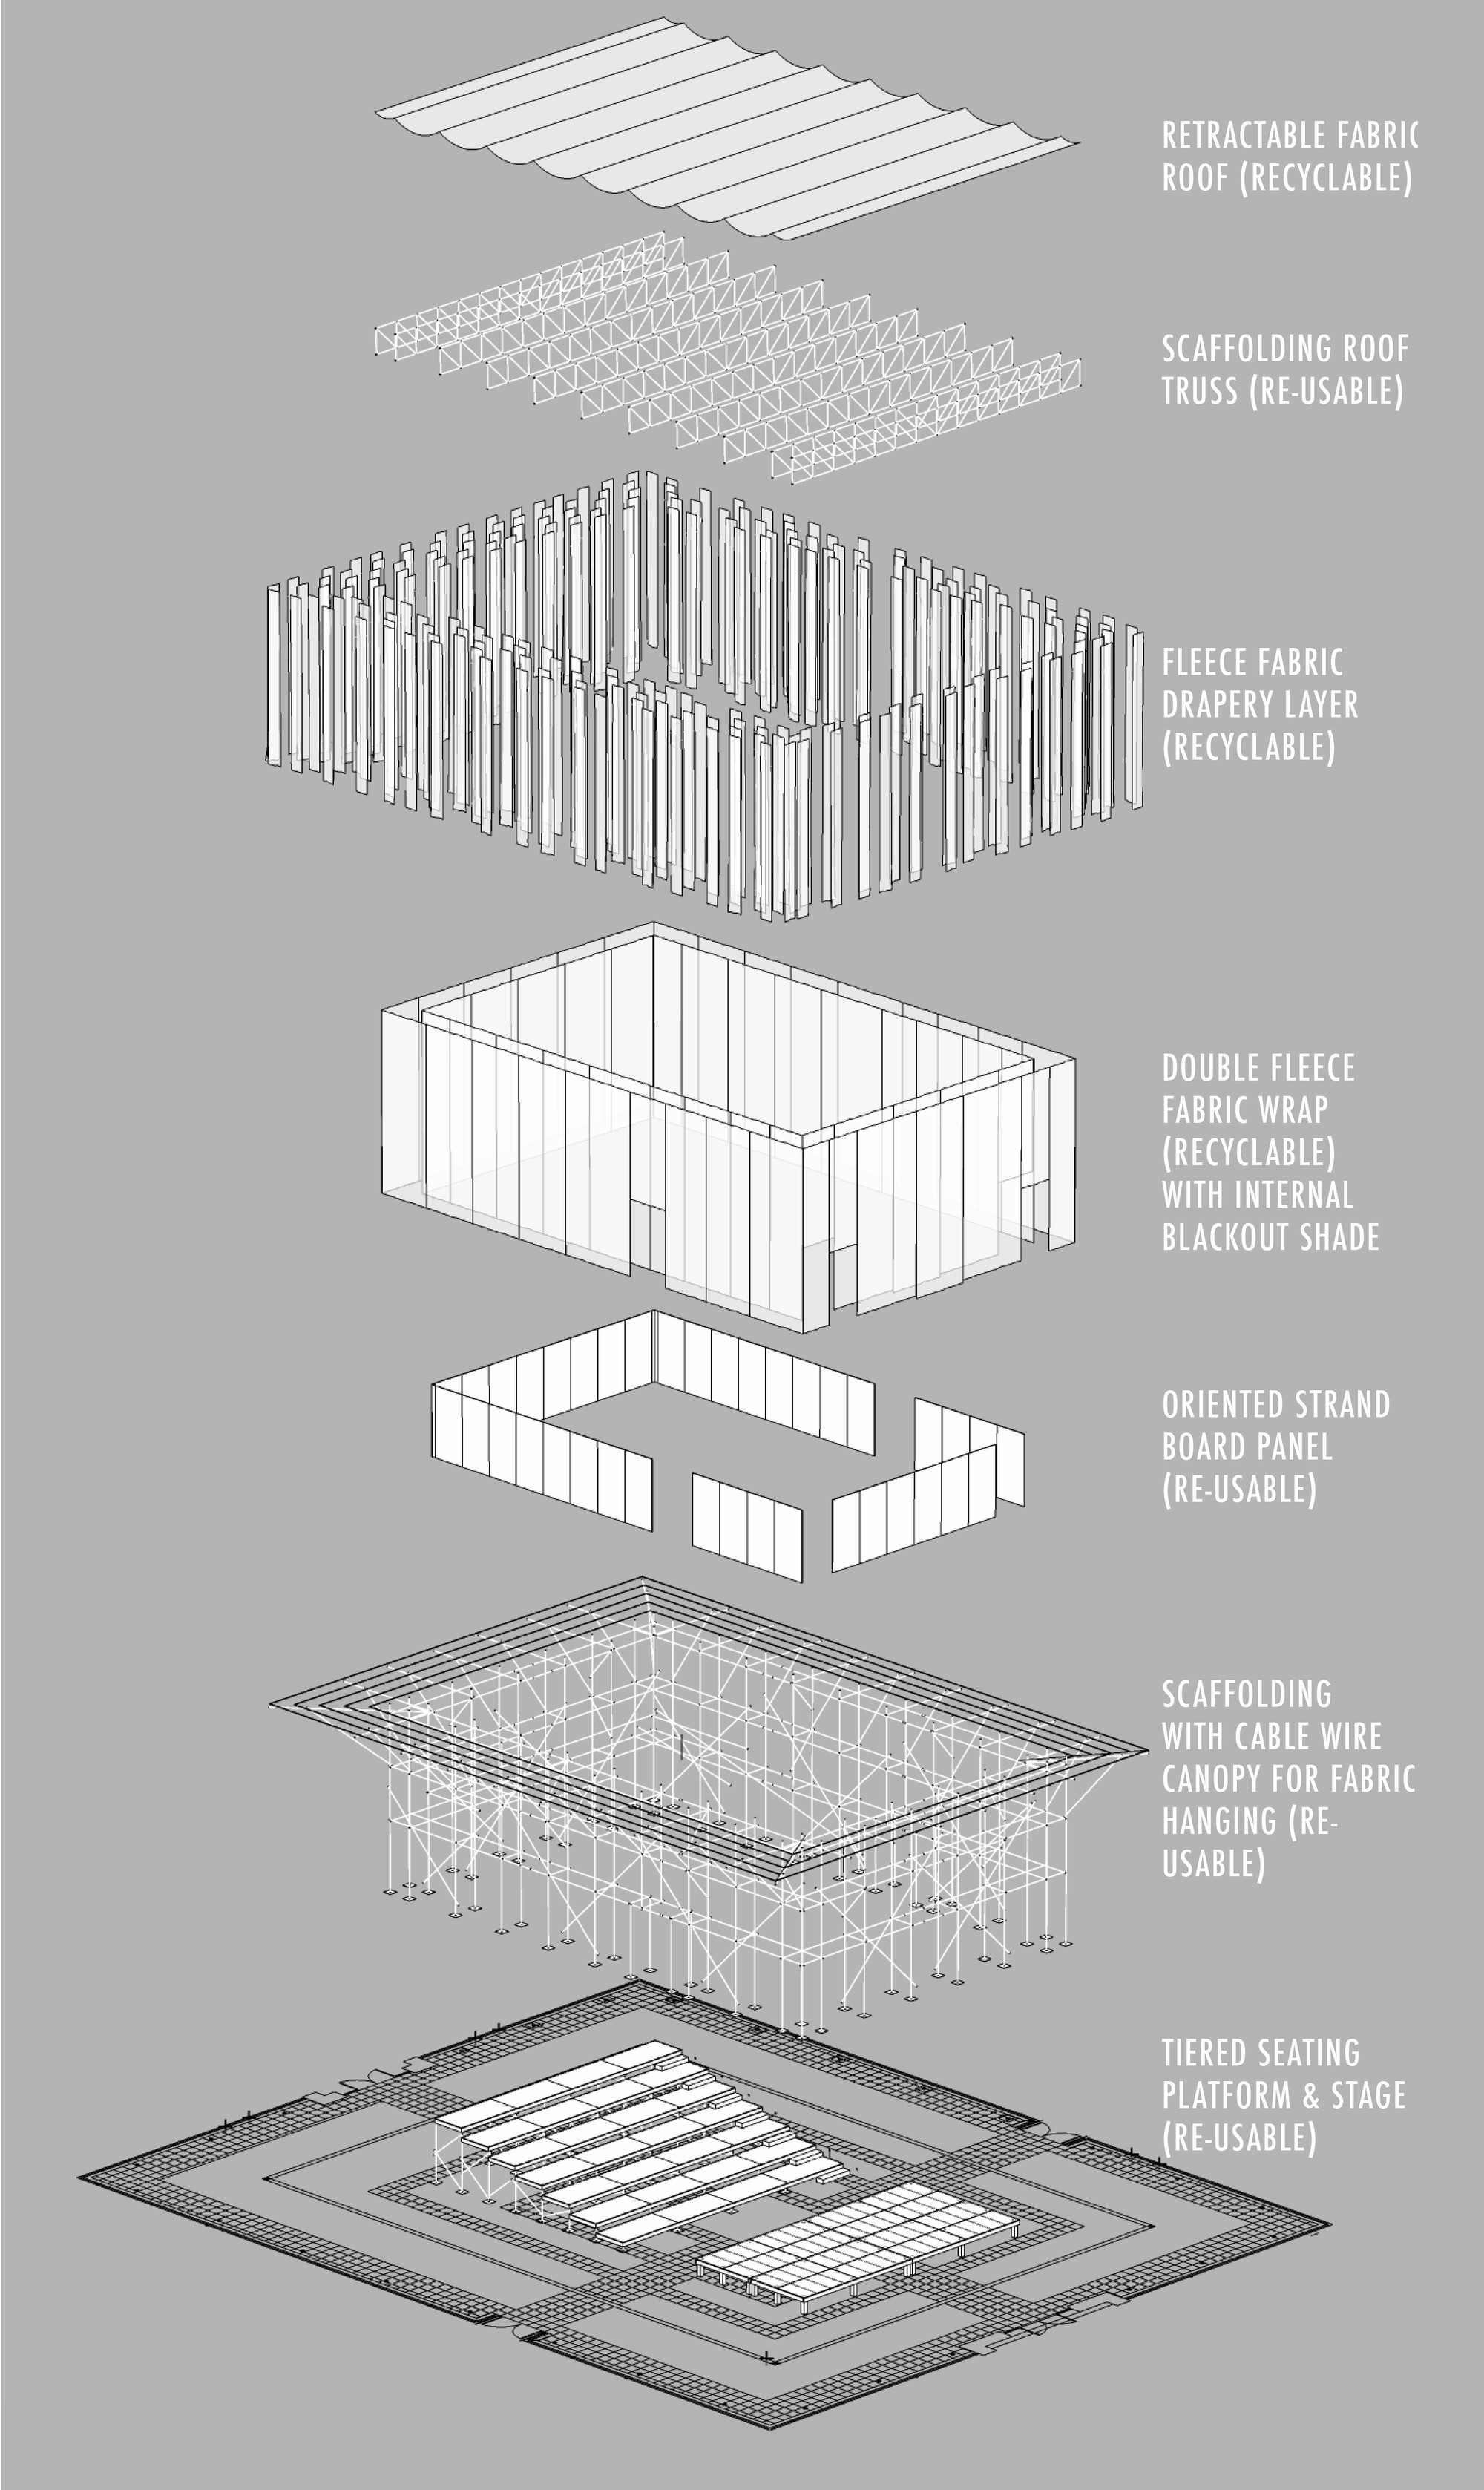 RETRACTABLE FABRIC
ROOF (RECYCLABLE)
SCAFFOLDING ROOF
TRUSS (RE-USABLE)
FLEECE FABRIC
DRAPERY LAYER
(RECYCLABLE)
DOUBLE FLEECE
FABRIC WRAP
(RECYCLABLE)
WITH INTERNAL
BLACKOUT SHADE
ORIENTED STRAND
BOARD PANEL
(RE-USABLE)
SCAFFOLDING
WITH CABLE WIRE
CANOPY FOR FABRIC
HANGING (RE-
USABLE)
TIERED SEATING
PLATFORM & STAGE
(RE-USABLE)